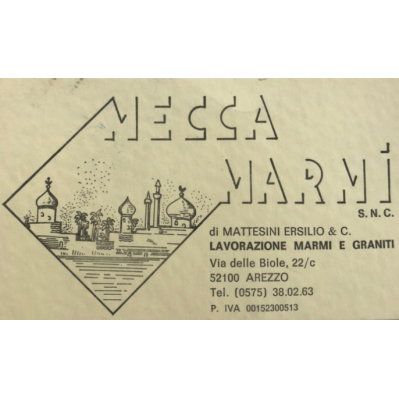 MECCA
MARMI
S.N.C.
di MATTESINI ERSILIO & C.
LAVORAZIONE MARMI E GRANITI
Via delle Biole, 22/c
52100 AREZZO
Tel. (0575) 38.02.63
P. IVA 00152300513